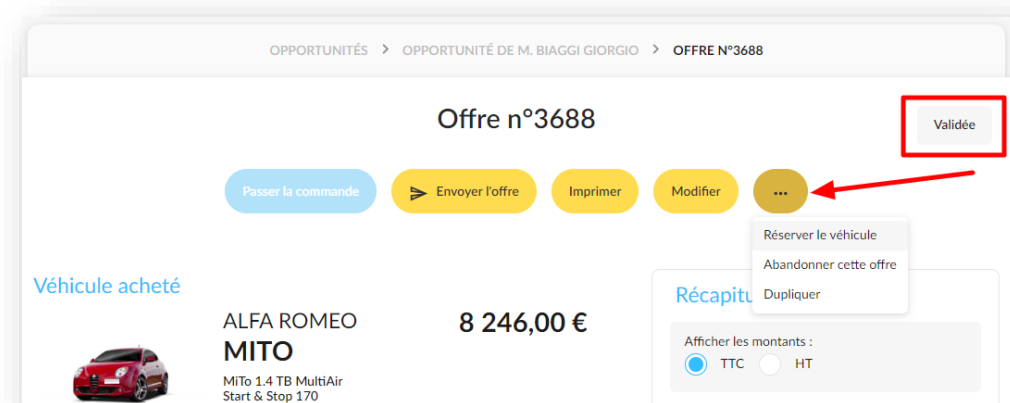 OPPORTUNITÉS > OPPORTUNITÉ DE M. BIAGGI GIORGIO > OFFRE N°3688
Offre n°3688
Validée
Passer la commande
Envoyer l'offre
Imprimer
Modifier
...
Réserver le véhicule
Abandonner cette offre
Dupliquer
Véhicule acheté
ALFA ROMEO
MITO
MiTo 1.4 TB MultiAir
Start & Stop 170
8 246,00 €
Récapitu
Afficher les montants :
TTC
HT